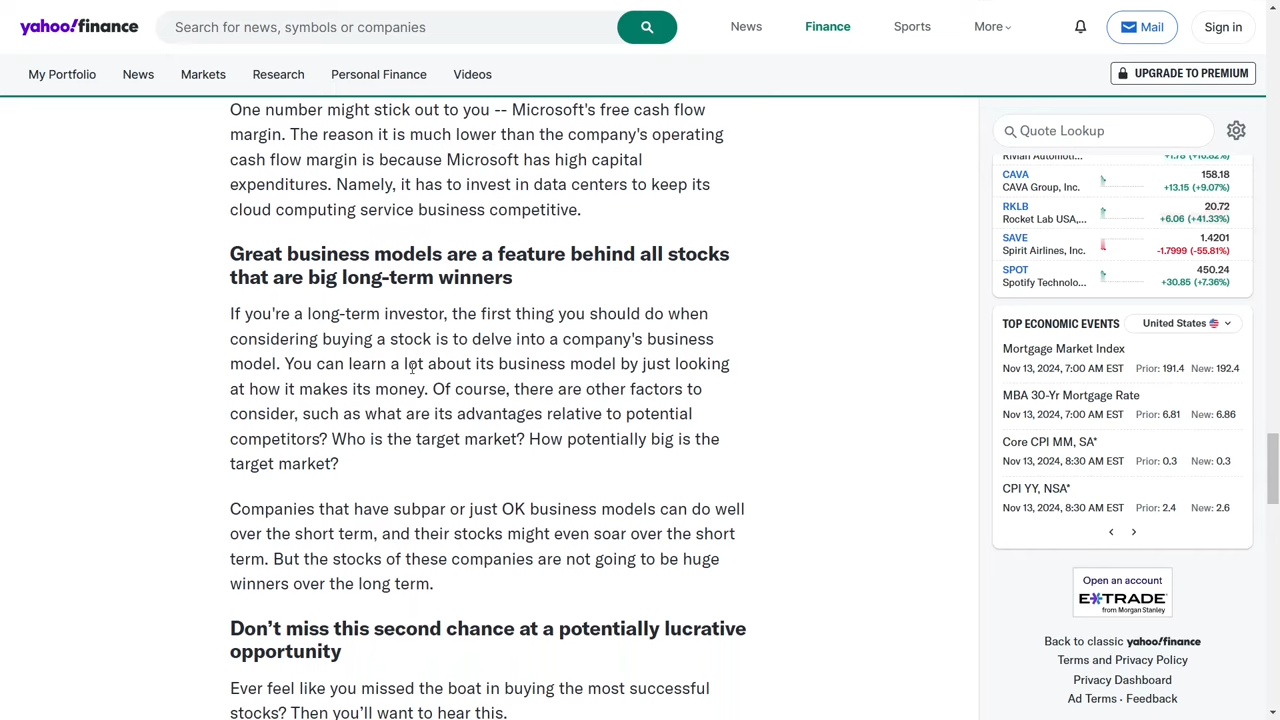 yahoo!finance
Search for news, symbols or companies
News
Finance
Sports
More
Mail
Sign in
My Portfolio
News
Markets
Research
Personal Finance
Videos
UPGRADE TO PREMIUM
One number might stick out to you -- Microsoft's free cash flow
margin. The reason it is much lower than the company's operating
cash flow margin is because Microsoft has high capital
expenditures. Namely, it has to invest in data centers to keep its
cloud computing service business competitive.
Great business models are a feature behind all stocks
that are big long-term winners
If you're a long-term investor, the first thing you should do when
considering buying a stock is to delve into a company's business
model. You can learn a lot about its business model by just looking
at how it makes its money. Of course, there are other factors to
consider, such as what are its advantages relative to potential
competitors? Who is the target market? How potentially big is the
target market?
Companies that have subpar or just OK business models can do well
over the short term, and their stocks might even soar over the short
term. But the stocks of these companies are not going to be huge
winners over the long term.
Don’t miss this second chance at a potentially lucrative
opportunity
Ever feel like you missed the boat in buying the most successful
stocks? Then you’ll want to hear this.
Quote Lookup
Rivian Automoti... +1.78 (+16.82%)
CAVA 158.18
CAVA Group, Inc. +13.15 (+9.07%)
RKLB 20.72
Rocket Lab USA,... +6.06 (+41.33%)
SAVE 1.4201
Spirit Airlines, Inc. -1.7999 (-55.81%)
SPOT 450.24
Spotify Technolo... +30.85 (+7.36%)
TOP ECONOMIC EVENTS United States
Mortgage Market Index
Nov 13, 2024, 7:00 AM EST Prior: 191.4 New: 192.4
MBA 30-Yr Mortgage Rate
Nov 13, 2024, 7:00 AM EST Prior: 6.81 New: 6.86
Core CPI MM, SA*
Nov 13, 2024, 8:30 AM EST Prior: 0.3 New: 0.3
CPI YY, NSA*
Nov 13, 2024, 8:30 AM EST Prior: 2.4 New: 2.6
Open an account
E*TRADE
from Morgan Stanley
Back to classic yahoo!finance
Terms and Privacy Policy
Privacy Dashboard
Ad Terms · Feedback